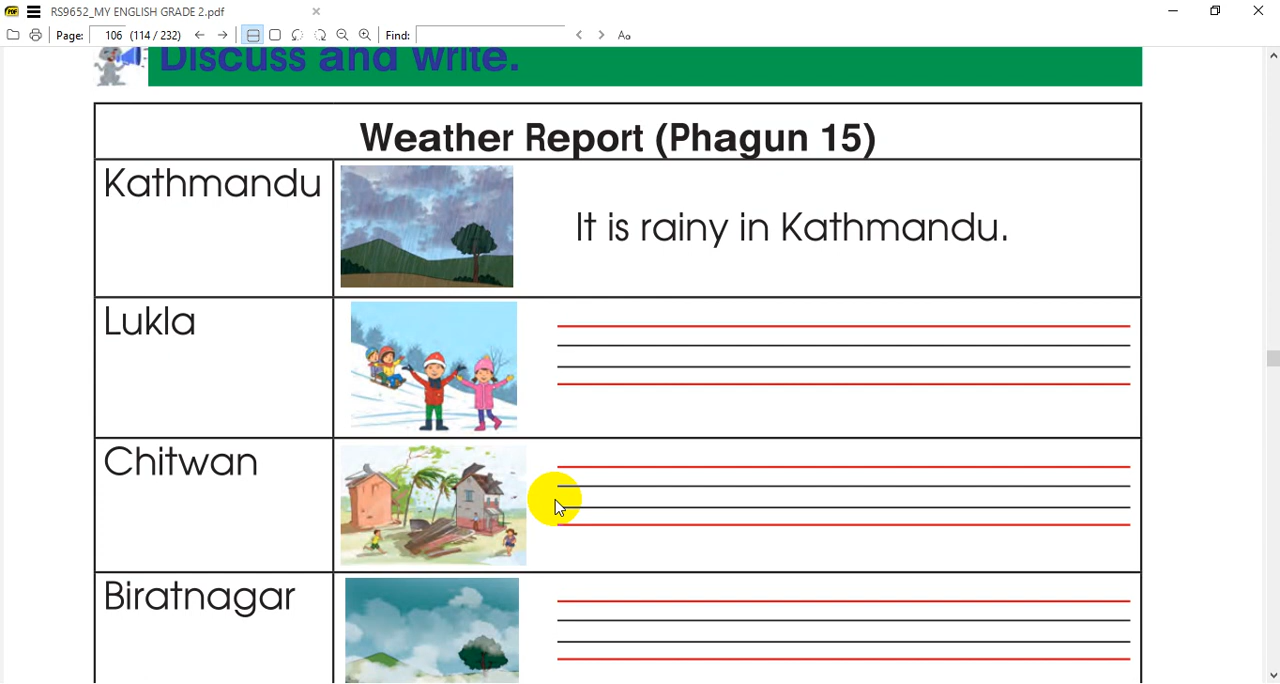 RS9652_MY ENGLISH GRADE 2.pdf
Page: 106 (114 / 232) Find: Aa
Discuss and write.
Weather Report (Phagun 15)
Kathmandu
It is rainy in Kathmandu.
Lukla
Chitwan
Biratnagar